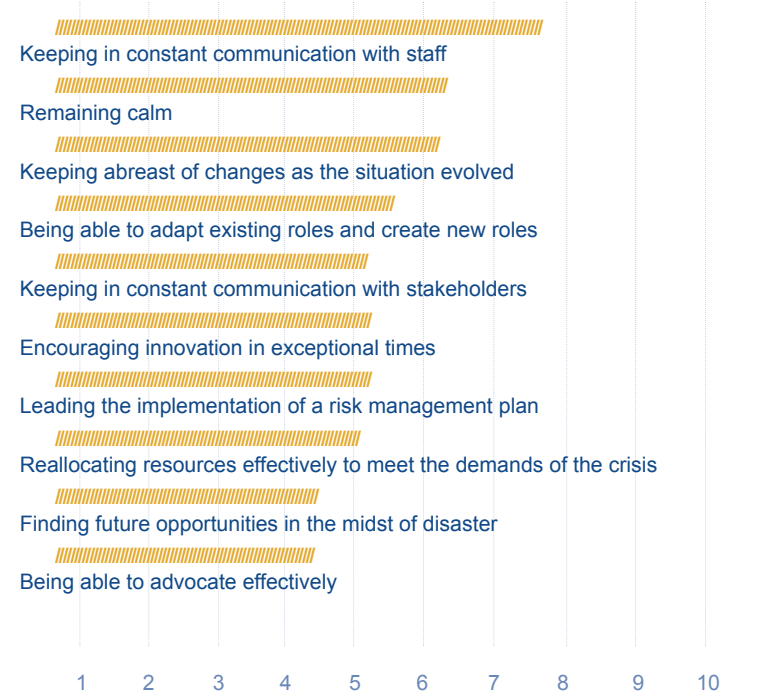 Keeping in constant communication with staff
Remaining calm
Keeping abreast of changes as the situation evolved
Being able to adapt existing roles and create new roles
Keeping in constant communication with stakeholders
Encouraging innovation in exceptional times
Leading the implementation of a risk management plan
Reallocating resources effectively to meet the demands of the crisis
Finding future opportunities in the midst of disaster
Being able to advocate effectively
1 2 3 4 5 6 7 8 9 10